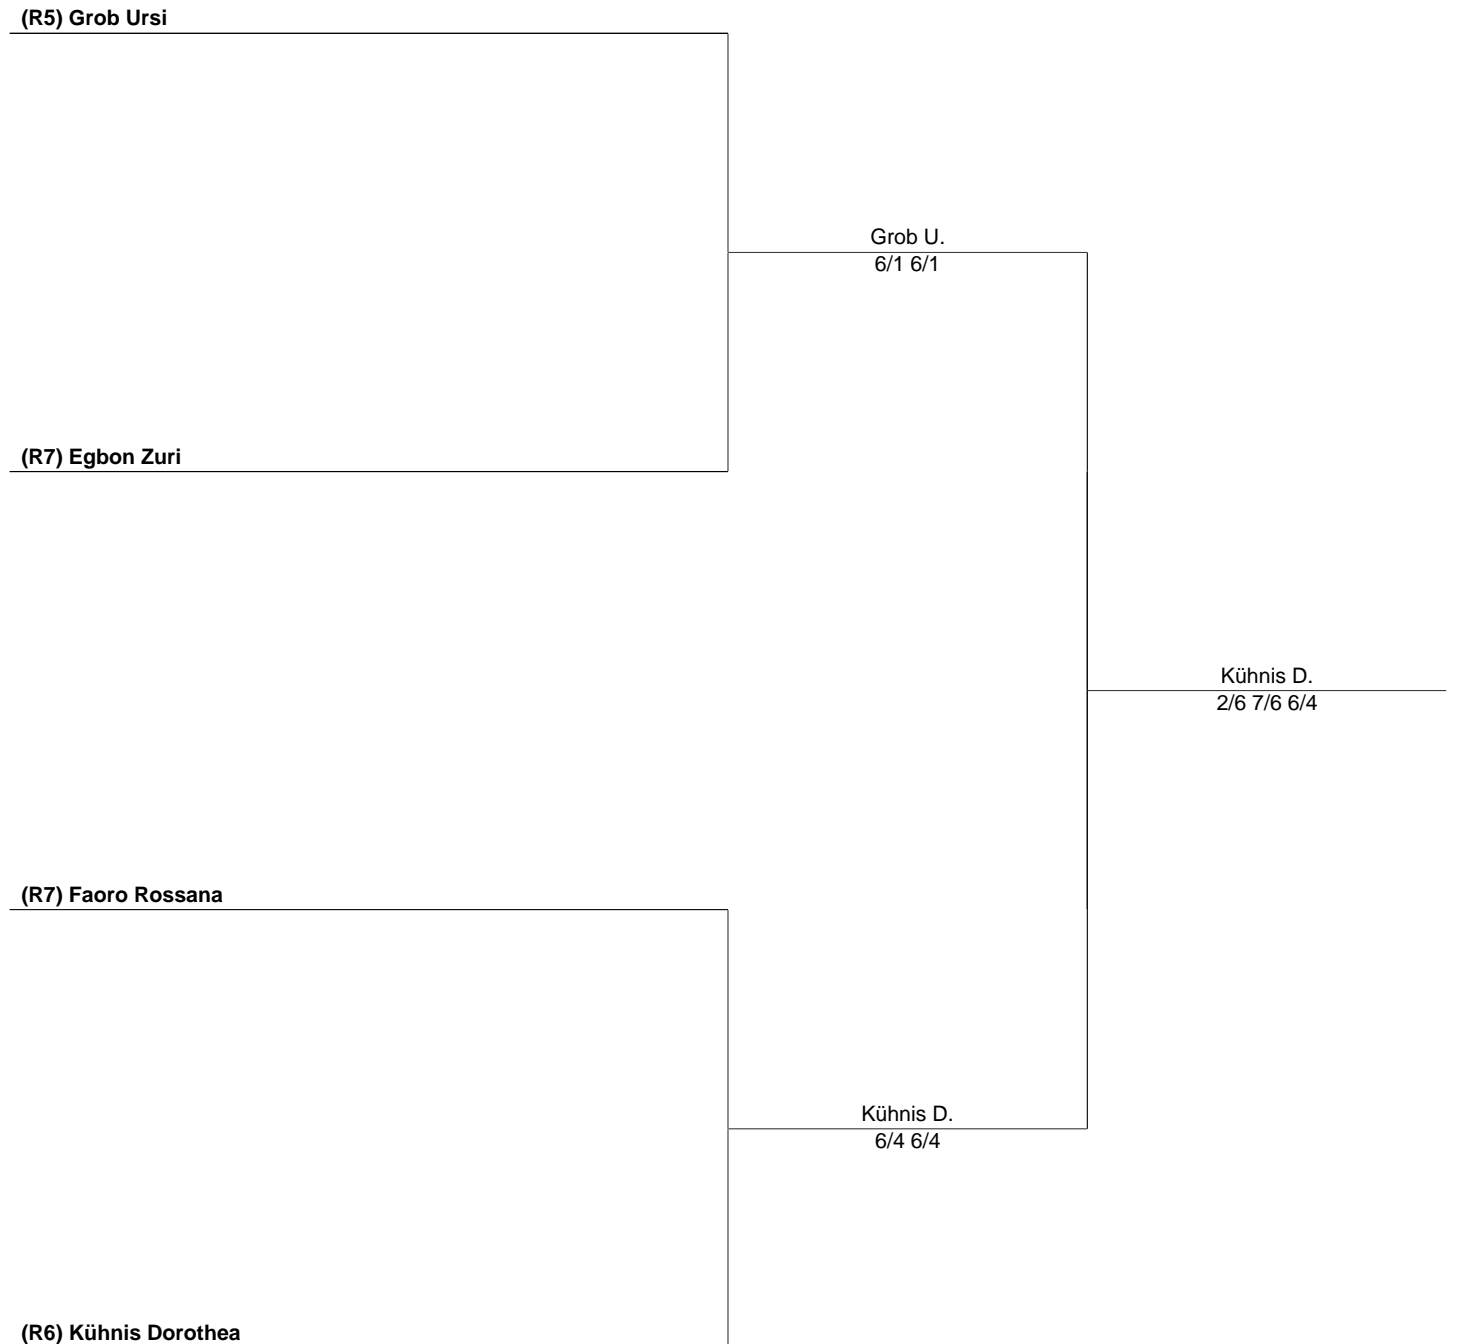 (R5) Grob Ursi
Grob U.
6/1 6/1
(R7) Egbon Zuri
Kühnis D.
2/6 7/6 6/4
(R7) Faoro Rossana
Kühnis D.
6/4 6/4
(R6) Kühnis Dorothea